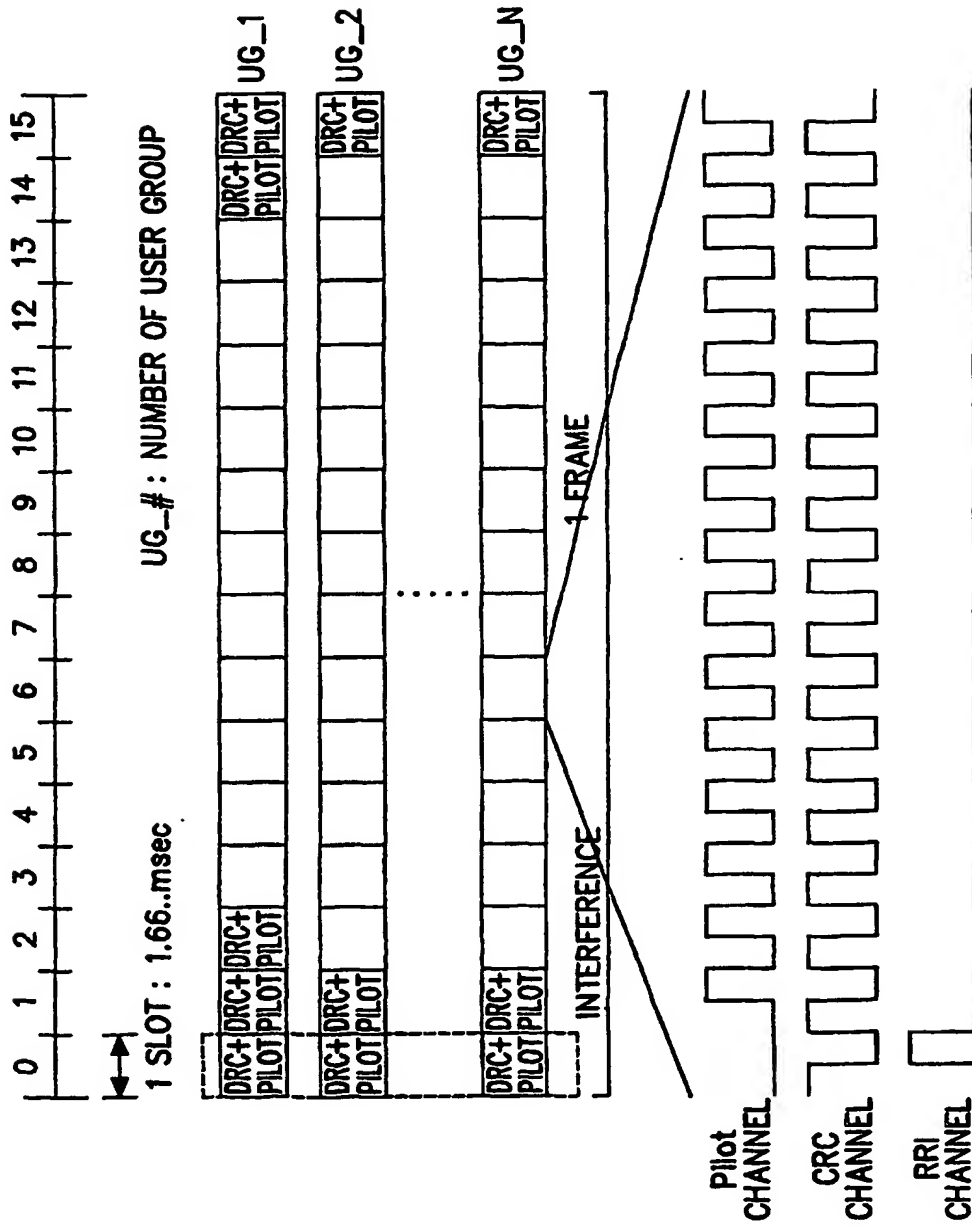 0 1 2 3 4 5 6 7 8 9 10 11 12 13 14 15
1 SLOT : 1.66..msec
UG_# : NUMBER OF USER GROUP
DRC+ DRC+ DRC+ DRC+ DRC+
PILOT PILOT PILOT PILOT PILOT
UG_1
DRC+ DRC+ DRC+
PILOT PILOT PILOT
UG_2
DRC+ DRC+ DRC+
PILOT PILOT PILOT
UG_N
INTERFERENCE
1 FRAME
Pilot
CHANNEL
CRC
CHANNEL
RRI
CHANNEL